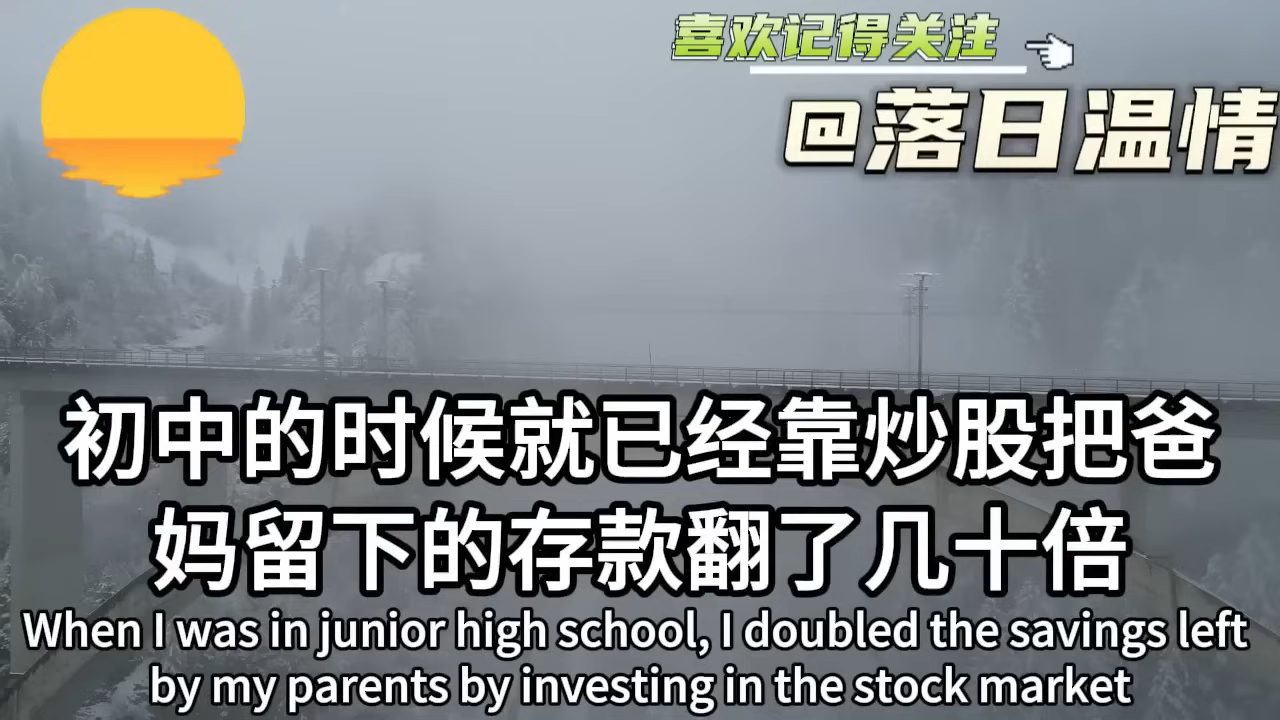 喜欢记得关注
@落日温情
初中的时候就已经靠炒股把爸
妈留下的存款翻了几十倍
When I was in junior high school, I doubled the savings left
by my parents by investing in the stock market